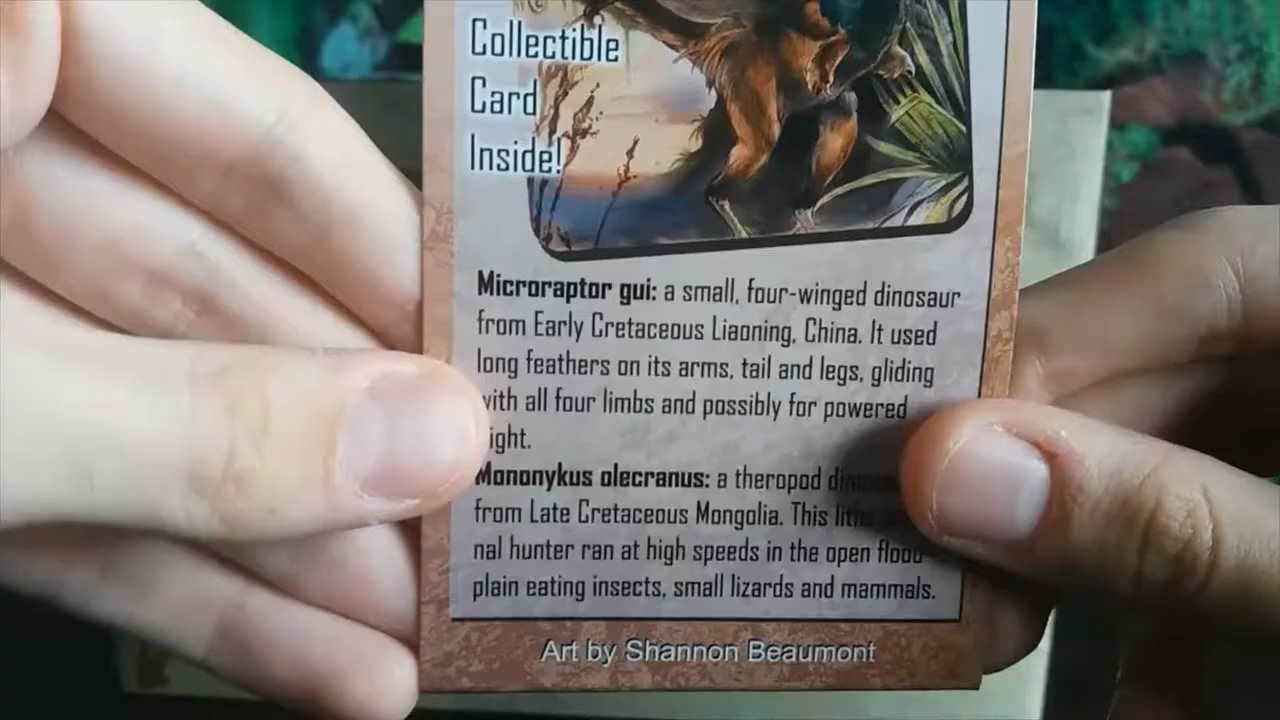 Collectible
Card
Inside!
Microraptor gui: a small, four-winged dinosaur
from Early Cretaceous Liaoning, China. It used
long feathers on its arms, tail and legs, gliding
with all four limbs and possibly for powered
ight.
Mononykus olecranus: a theropod
from Late Cretaceous Mongolia. This
nal hunter ran at high speeds in the open flood
plain eating insects, small lizards and mammals.
Art by Shannon Beaumont